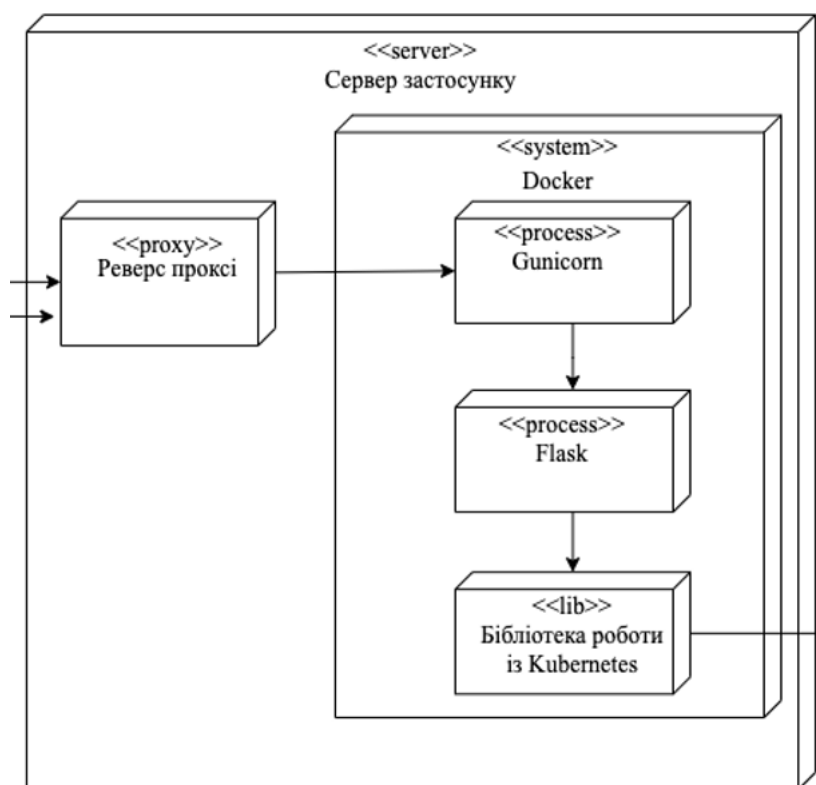 <<server>>
Сервер застосунку
<<system>>
Docker
<<proxy>>
Реверс проксі
<<process>>
Gunicorn
<<process>>
Flask
<<lib>>
Бібліотека роботи
із Kubernetes